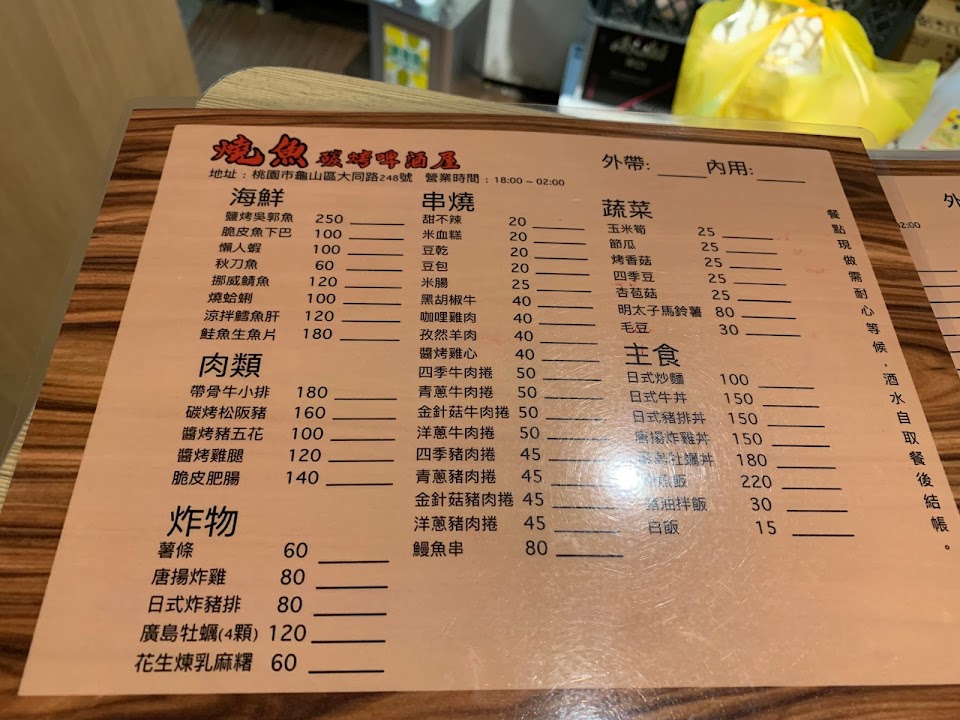 燒魚 碳烤啤酒屋
地址：桃園市龜山區大同路248號 營業時間：18:00 ~ 02:00
外帶:
內用:
海鮮
鹽烤吳郭魚 250
脆皮魚下巴 100
懶人蝦 100
秋刀魚 60
挪威鯖魚 120
燒蛤蜊 100
涼拌鱈魚肝 120
鮭魚生魚片 180
肉類
帶骨牛小排 180
碳烤松阪豬 160
醬烤豬五花 100
醬烤雞腿 120
脆皮肥腸 140
炸物
薯條 60
唐揚炸雞 80
日式炸豬排 80
廣島牡蠣(4顆) 120
花生煉乳麻糬 60
串燒
甜不辣 20
米血糕 20
豆乾 20
豆包 20
米腸 25
黑胡椒牛 40
咖哩雞肉 40
孜然羊肉 40
醬烤雞心 40
四季牛肉捲 50
青蔥牛肉捲 50
金針菇牛肉捲 50
洋蔥牛肉捲 50
四季豬肉捲 45
青蔥豬肉捲 45
金針菇豬肉捲 45
洋蔥豬肉捲 45
鰻魚串 80
蔬菜
玉米筍 25
節瓜 25
烤香菇 25
四季豆 25
杏苞菇 25
明太子馬鈴薯 80
毛豆 30
主食
日式炒麵 100
日式牛丼 150
日式豬排丼 150
唐揚炸雞丼 150
牡蠣丼 180
飯 220
油拌飯 30
白飯 15
餐點現做需耐心等候，酒水自取餐後結帳。
外
02:00